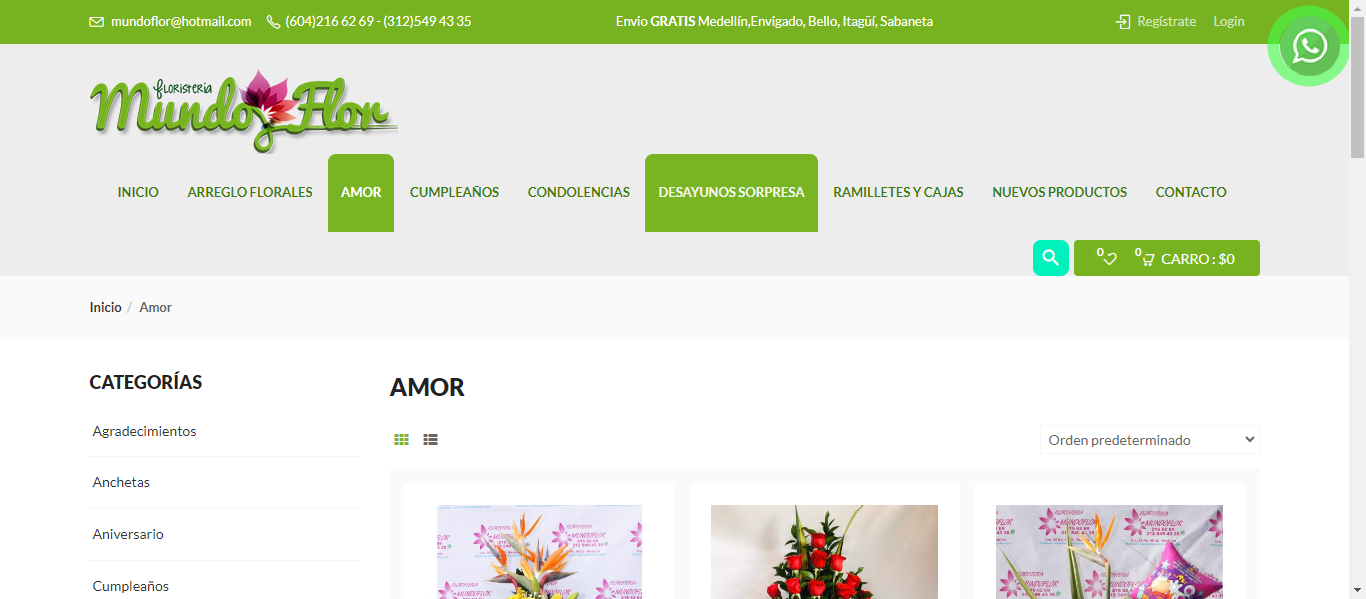 mundoflor@hotmail.com (604)216 62 69 - (312)549 43 35 Envio GRATIS Medellín,Envigado, Bello, Itagüí, Sabaneta Regístrate Login
FLORISTERIA
Mundo Flor
INICIO ARREGLO FLORALES AMOR CUMPLEAÑOS CONDOLENCIAS DESAYUNOS SORPRESA RAMILLETES Y CAJAS NUEVOS PRODUCTOS CONTACTO
0 0 CARRO : $0
Inicio / Amor
CATEGORÍAS
AMOR
Agradecimientos
Orden predeterminado
Anchetas
Aniversario
Cumpleaños